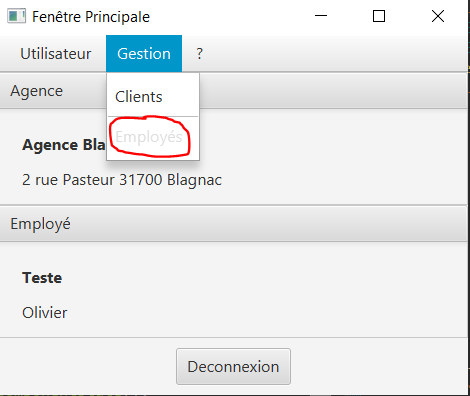 Fenêtre Principale
Utilisateur Gestion ?
Agence
Clients
Employés
Agence Bla
2 rue Pasteur 31700 Blagnac
Employé
Teste
Olivier
Deconnexion